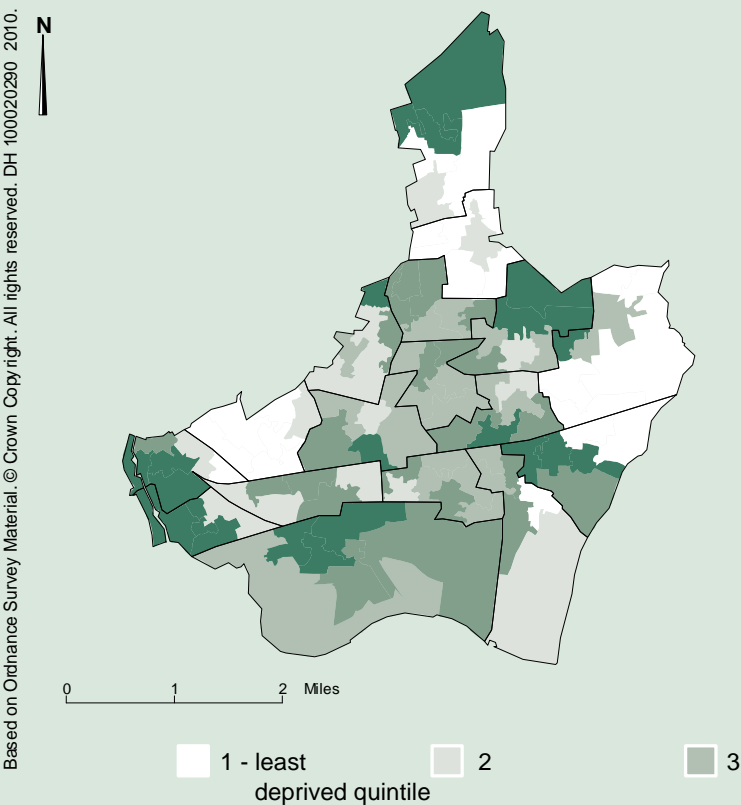 Based on Ordnance Survey Material. © Crown Copyright. All rights reserved. DH 100020290 2010.
N
0 1 2 Miles
1 - least
deprived quintile
2
3